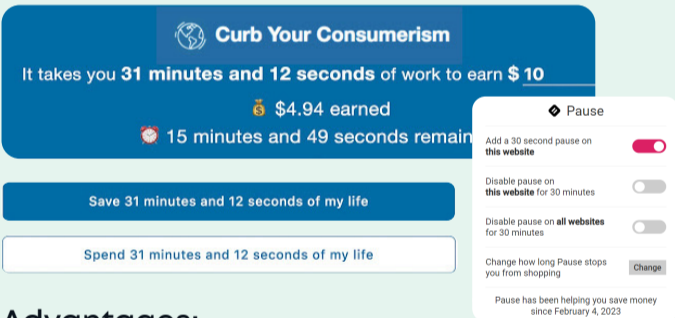 Curb Your Consumerism
It takes you 31 minutes and 12 seconds of work to earn $ 10
$4.94 earned
15 minutes and 49 seconds remain
Save 31 minutes and 12 seconds of my life
Spend 31 minutes and 12 seconds of my life
Advantages:
Pause
Add a 30 second pause on
this website
Disable pause on
this website for 30 minutes
Disable pause on all websites
for 30 minutes
Change how long Pause stops
you from shopping
Change
Pause has been helping you save money
since February 4, 2023